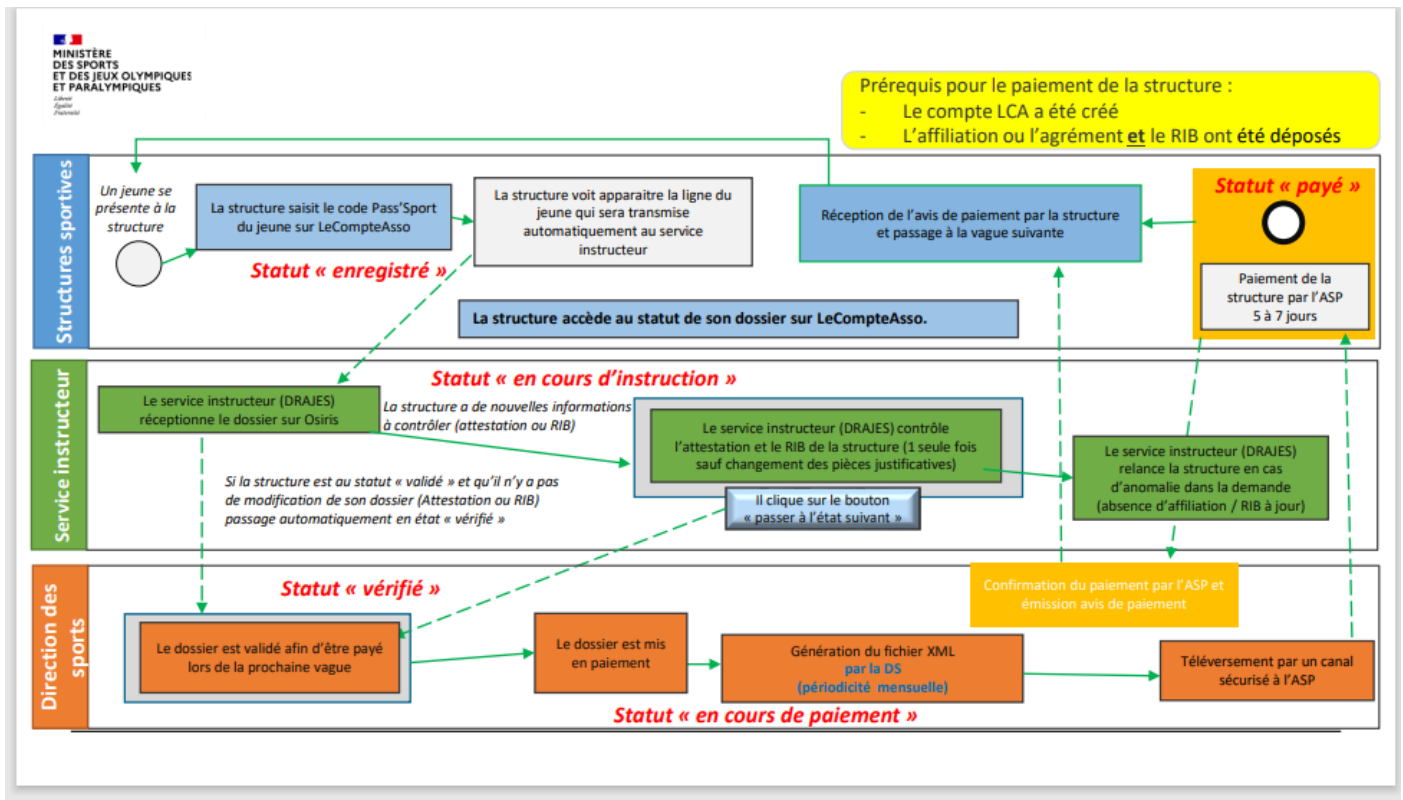 MINISTÈRE
DES SPORTS
ET DES JEUX OLYMPIQUES
ET PARALYMPIQUES
Liberté
Égalité
Fraternité
Prérequis pour le paiement de la structure :
- Le compte LCA a été créé
- L'affiliation ou l'agrément et le RIB ont été déposés
Structures sportives
Un jeune se
présente à la
structure
La structure saisit le code Pass'Sport
du jeune sur LeCompteAsso
Statut « enregistré »
La structure voit apparaitre la ligne du
jeune qui sera transmise
automatiquement au service
instructeur
Réception de l'avis de paiement par la structure
et passage à la vague suivante
Statut « payé »
Paiement de la
structure par l'ASP
5 à 7 jours
La structure accède au statut de son dossier sur LeCompteAsso.
Service instructeur
Statut « en cours d'instruction »
Le service instructeur (DRAJES)
réceptionne le dossier sur Osiris
La structure a de nouvelles informations
à contrôler (attestation ou RIB)
Si la structure est au statut « validé » et qu'il n'y a pas
de modification de son dossier (Attestation ou RIB)
passage automatiquement en état « vérifié »
Le service instructeur (DRAJES) contrôle
l'attestation et le RIB de la structure (1 seule fois
sauf changement des pièces justificatives)
Il clique sur le bouton
« passer à l'état suivant »
Le service instructeur (DRAJES)
relance la structure en cas
d'anomalie dans la demande
(absence d'affiliation / RIB à jour)
Direction des
sports
Statut « vérifié »
Confirmation du paiement par l'ASP et
émission avis de paiement
Le dossier est validé afin d'être payé
lors de la prochaine vague
Le dossier est mis
en paiement
Génération du fichier XML
par la DS
(périodicité mensuelle)
Téléversement par un canal
sécurisé à l'ASP
Statut « en cours de paiement »